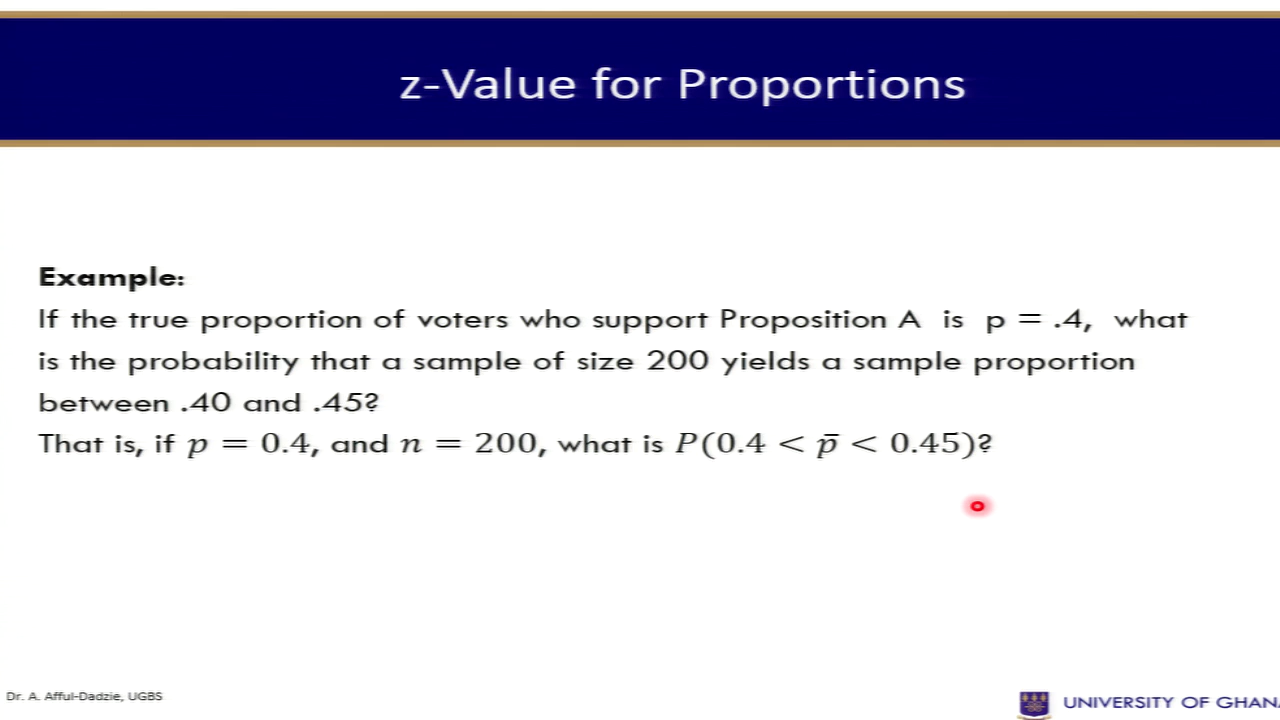 z-Value for Proportions
Example:
If the true proportion of voters who support Proposition A is p = .4, what
is the probability that a sample of size 200 yields a sample proportion
between .40 and .45?
That is, if p = 0.4, and n = 200, what is P(0.4 < p̄ < 0.45)?
Dr. A. Afful-Dadzie, UGBS
UNIVERSITY OF GHANA